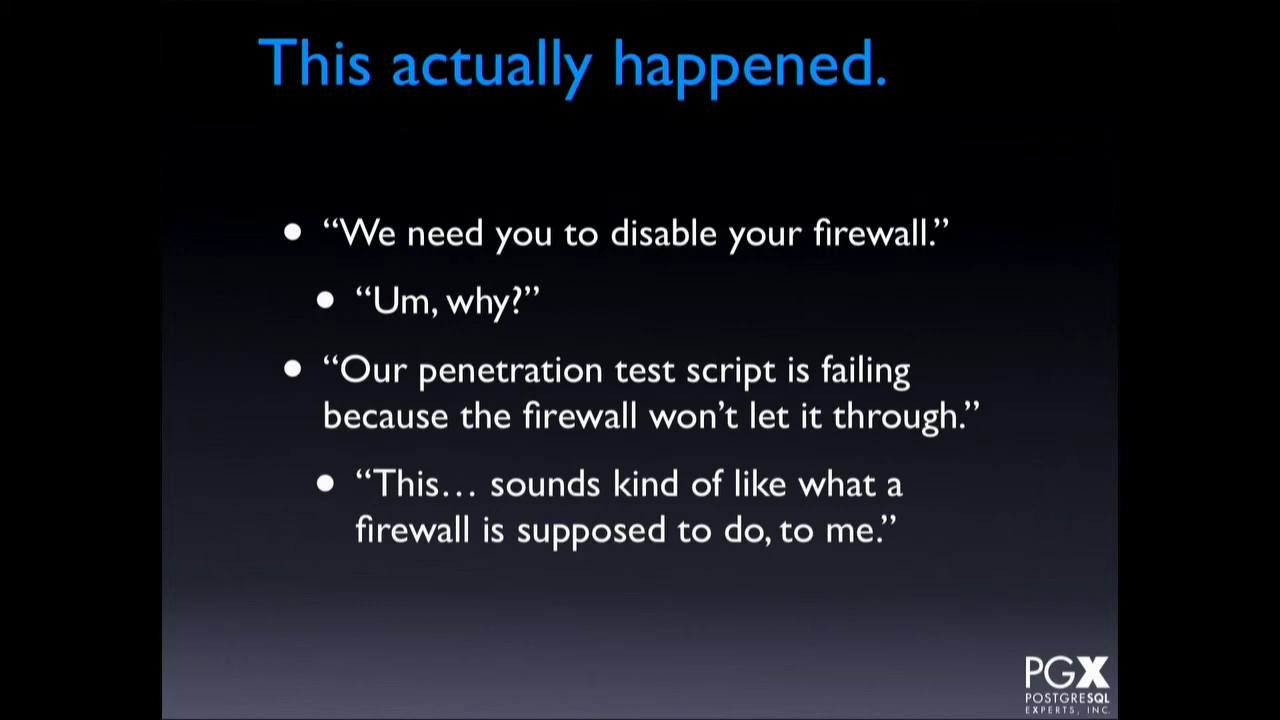 This actually happened.
• “We need you to disable your firewall.”
• “Um, why?”
• “Our penetration test script is failing
because the firewall won’t let it through.”
• “This… sounds kind of like what a
firewall is supposed to do, to me.”
PGX
POSTGRESQL
EXPERTS, INC.